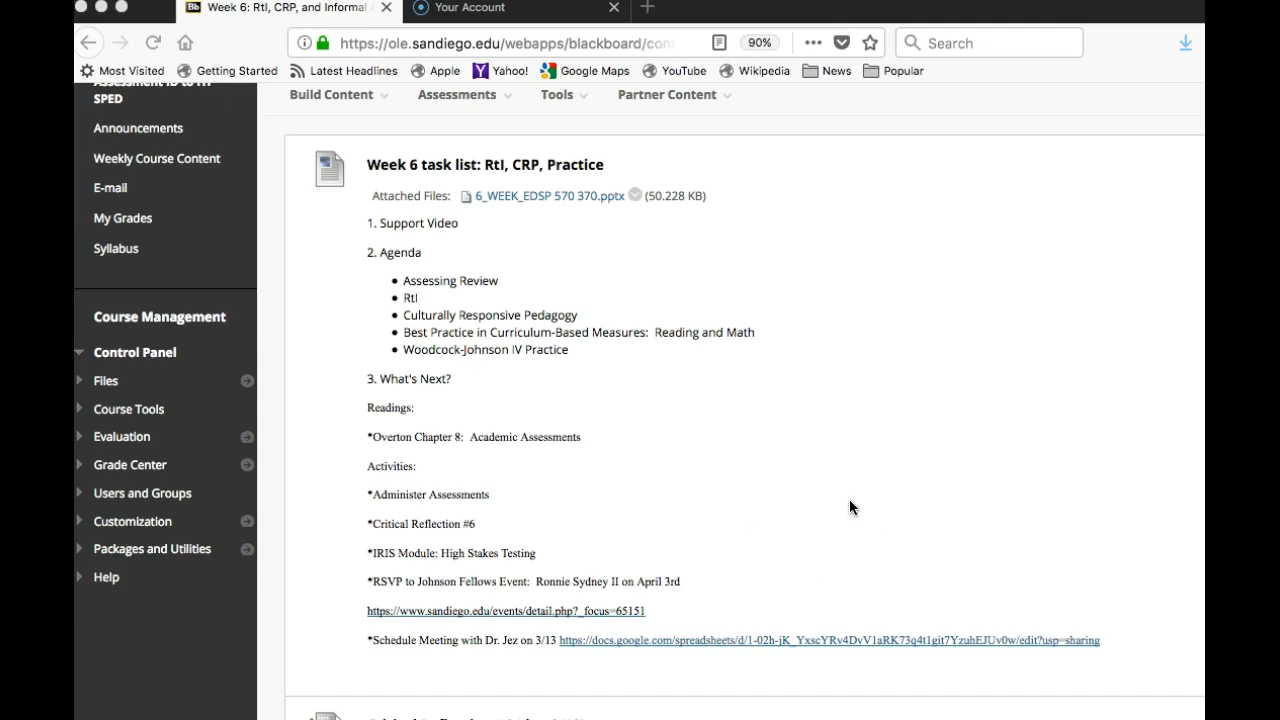 Week 6: RtI, CRP, and Informal
Your Account
https://ole.sandiego.edu/webapps/blackboard/con
90%
Search
Most Visited
Getting Started
Latest Headlines
Apple
Yahoo!
Google Maps
YouTube
Wikipedia
News
Popular
SPED
Announcements
Weekly Course Content
E-mail
My Grades
Syllabus
Course Management
Control Panel
Files
Course Tools
Evaluation
Grade Center
Users and Groups
Customization
Packages and Utilities
Help
Build Content
Assessments
Tools
Partner Content
Week 6 task list: RtI, CRP, Practice
Attached Files: 6_WEEK_EDSP 570 370.pptx (50.228 KB)
1. Support Video
2. Agenda
• Assessing Review
• RtI
• Culturally Responsive Pedagogy
• Best Practice in Curriculum-Based Measures: Reading and Math
• Woodcock-Johnson IV Practice
3. What's Next?
Readings:
*Overton Chapter 8: Academic Assessments
Activities:
*Administer Assessments
*Critical Reflection #6
*IRIS Module: High Stakes Testing
*RSVP to Johnson Fellows Event: Ronnie Sydney II on April 3rd
https://www.sandiego.edu/events/detail.php?_focus=65151
*Schedule Meeting with Dr. Jez on 3/13 https://docs.google.com/spreadsheets/d/1-02h-jK_YxscYRv4DvV1aRK73q4t1git7YzuhEJUv0w/edit?usp=sharing